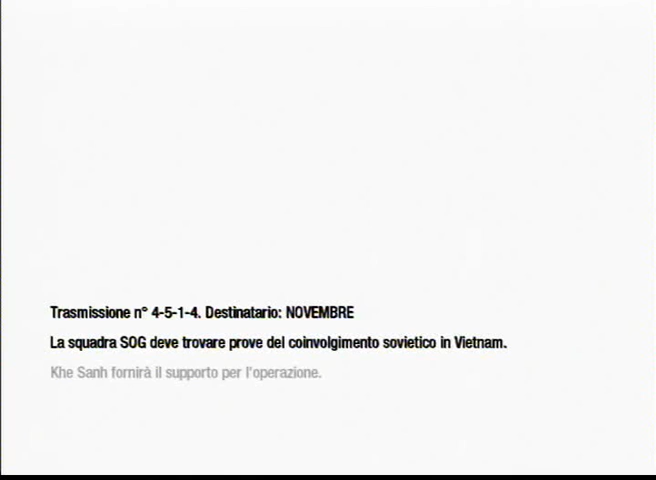 Trasmissione n° 4-5-1-4. Destinatario: NOVEMBRE
La squadra SOG deve trovare prove del coinvolgimento sovietico in Vietnam.
Khe Sanh fornirà il supporto per l'operazione.